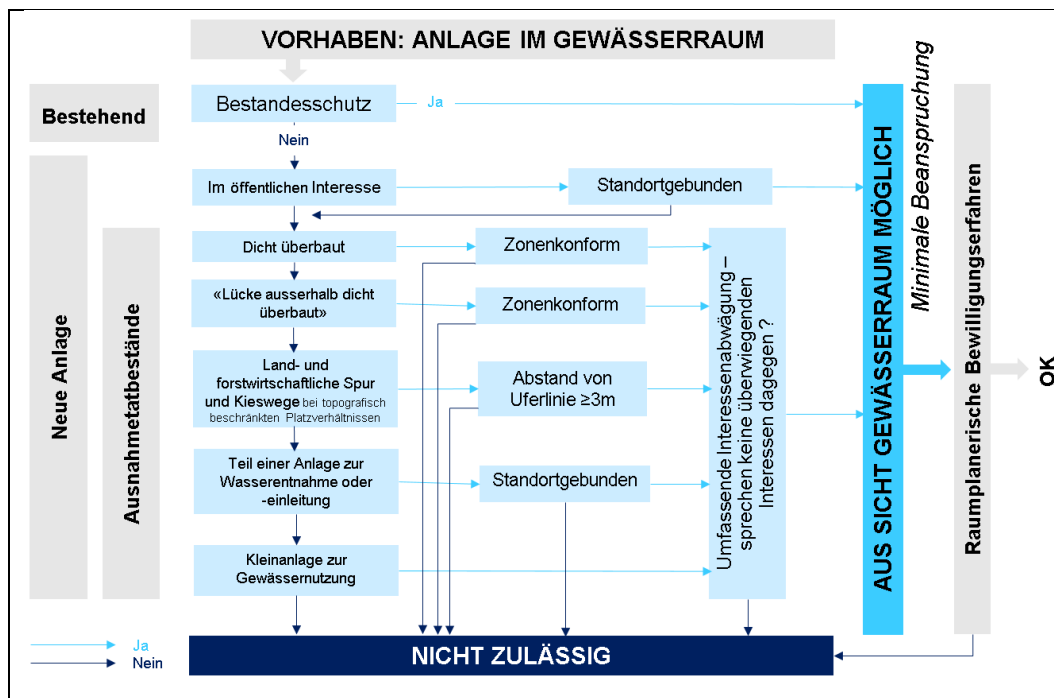 VORHABEN: ANLAGE IM GEWÄSSERRAUM
Bestehend
Bestandesschutz
Ja
Nein
Neue Anlage
Im öffentlichen Interesse
Standortgebunden
Ausnahmetatbestände
Dicht überbaut
Zonenkonform
«Lücke ausserhalb dicht
überbaut»
Zonenkonform
Land- und
forstwirtschaftliche Spur
und Kieswege bei topografisch
beschränkten Platzverhältnissen
Abstand von
Uferlinie ≥3m
Teil einer Anlage zur
Wasserentnahme oder
-einleitung
Standortgebunden
Kleinanlage zur
Gewässernutzung
Umfassende Interessenabwägung –
sprechen keine überwiegenden
Interessen dagegen ?
AUS SICHT GEWÄSSERRAUM MÖGLICH
Minimale Beanspruchung
Raumplanerische Bewilligungserfahren
OK
Ja
Nein
NICHT ZULÄSSIG